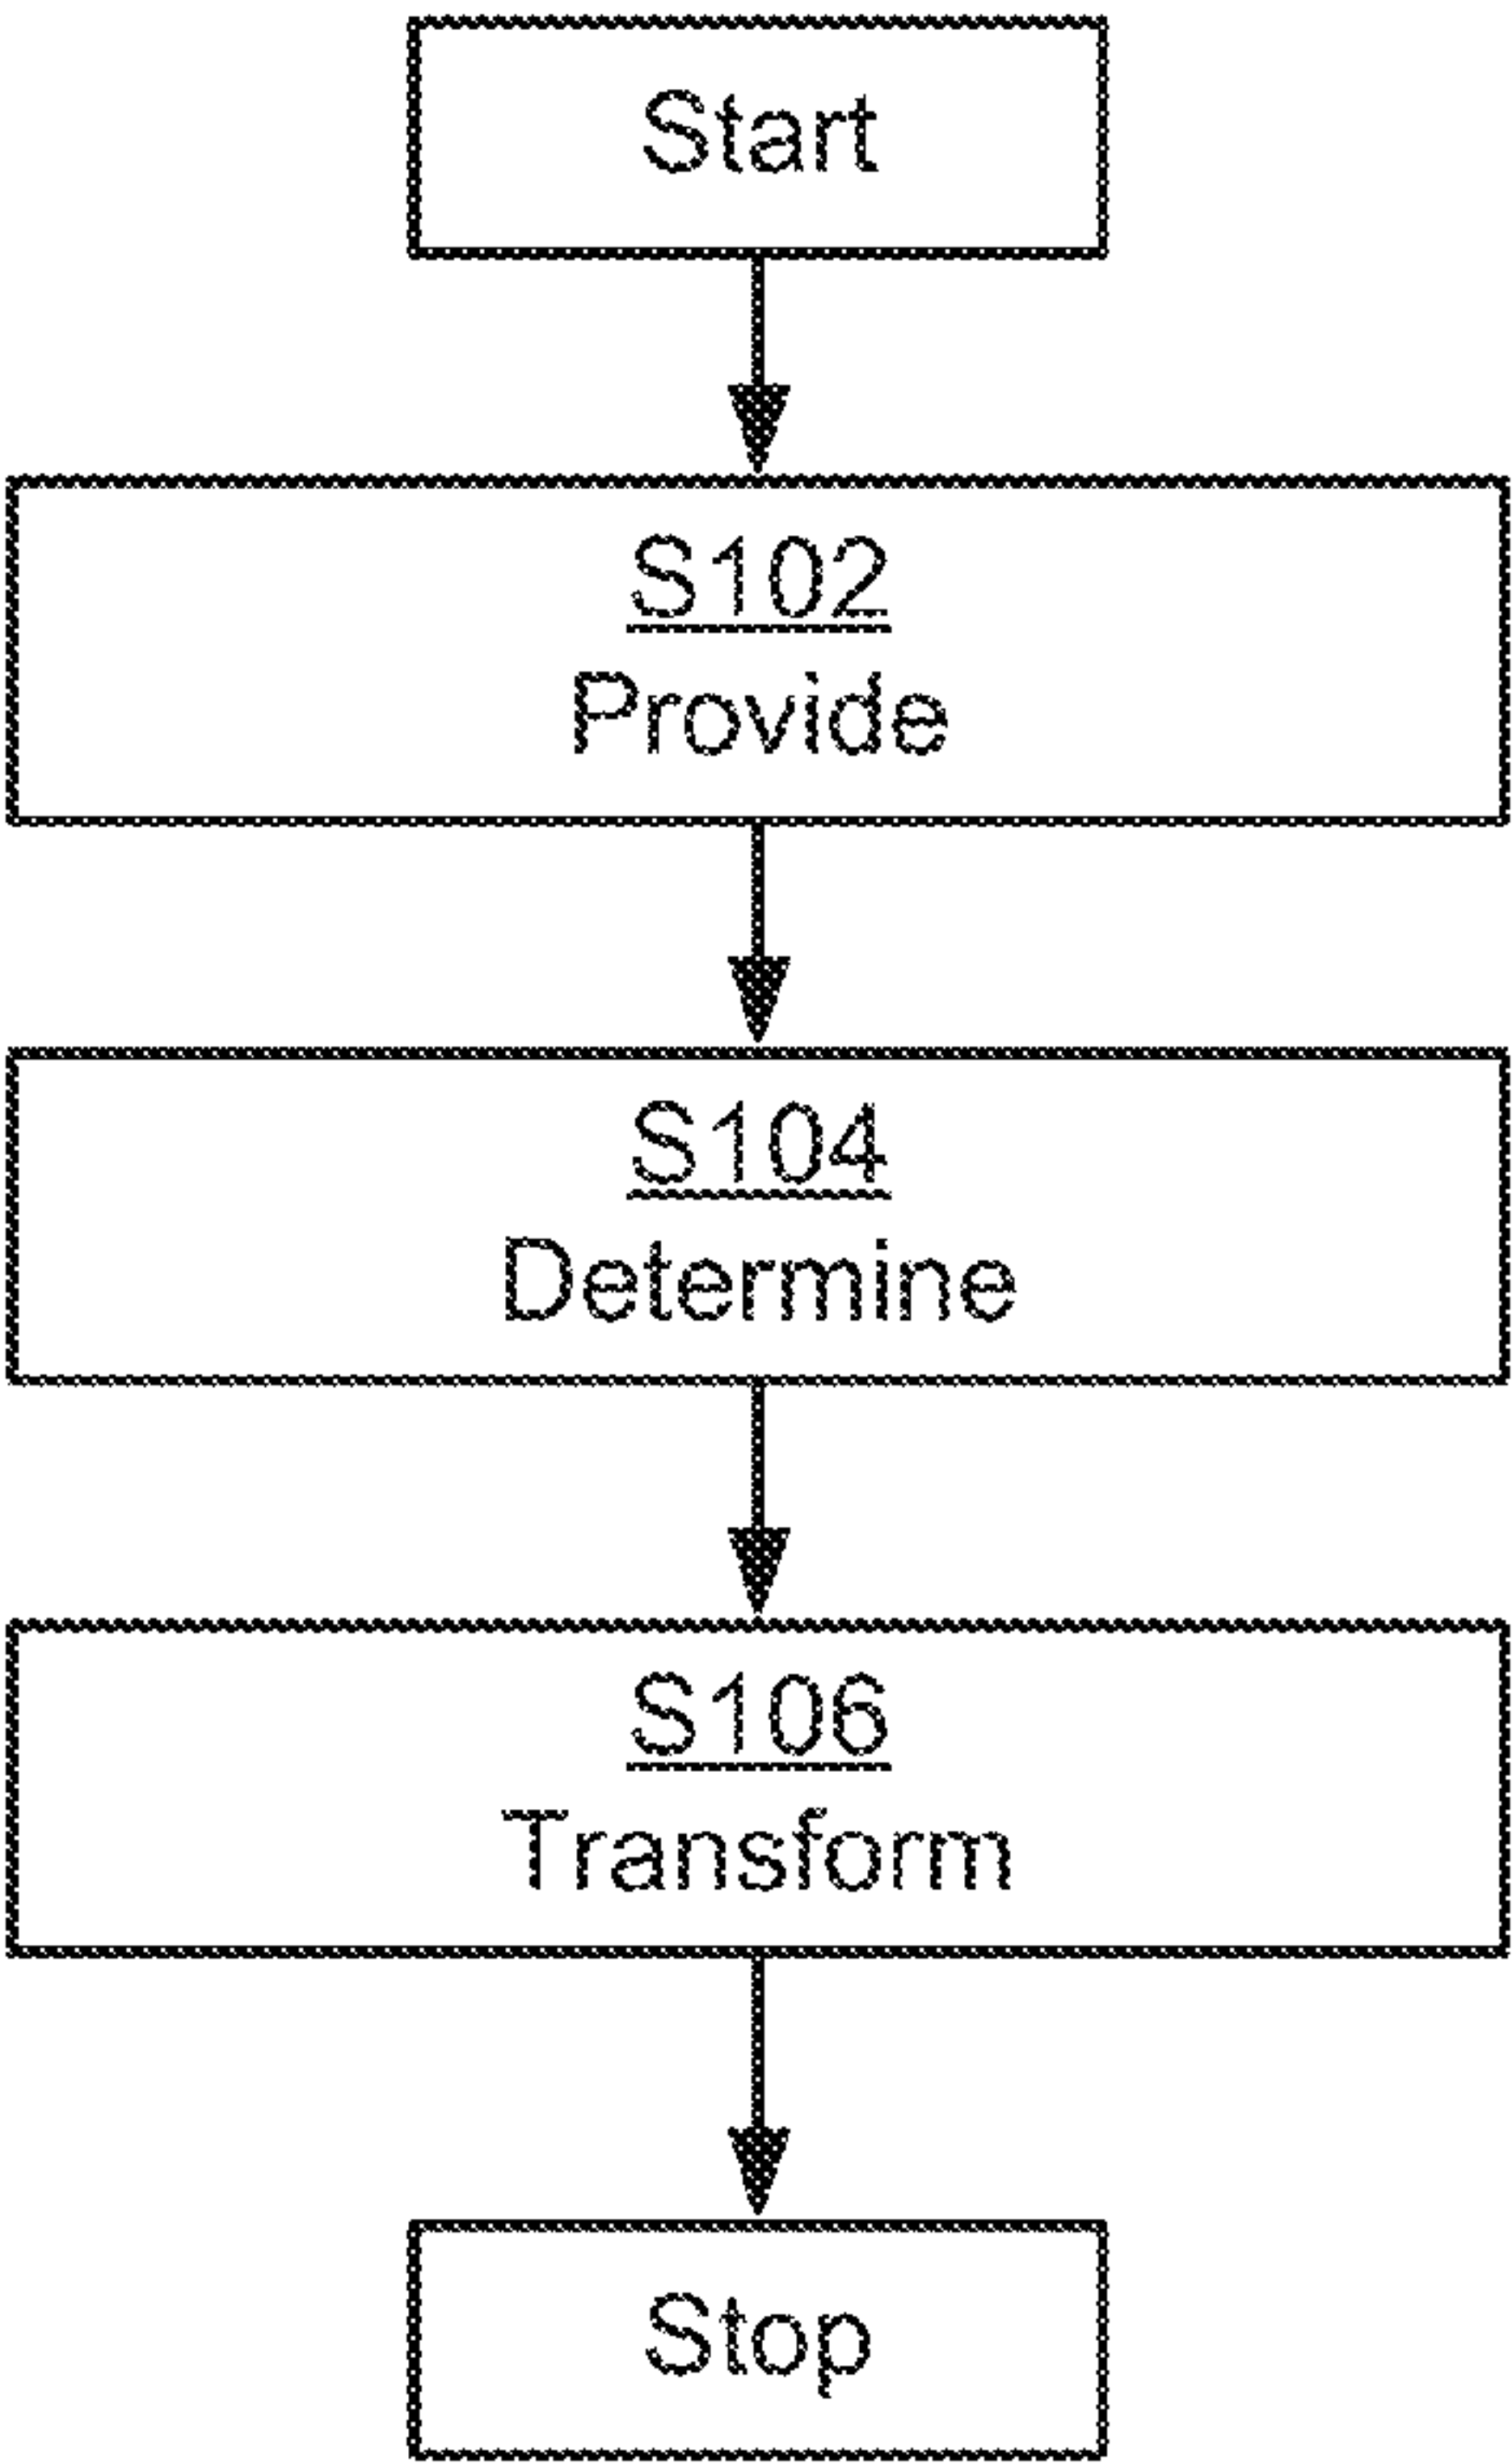 Start
S102
Provide
S104
Determine
S106
Transform
Stop